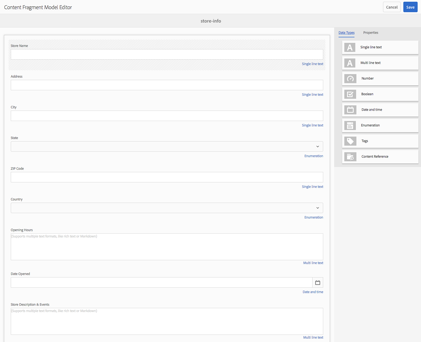 Content Fragment Model Editor
Cancel
Save
store-info
Store Name
Single line text
Address
Single line text
City
Single line text
State
Enumeration
ZIP Code
Single line text
Country
Enumeration
Opening Hours
Multi line text
Date Opened
Date and time
Store Description & Events
Multi line text
Data Types
Properties
Single line text
Multi line text
Number
Boolean
Date and time
Enumeration
Tags
Content Reference